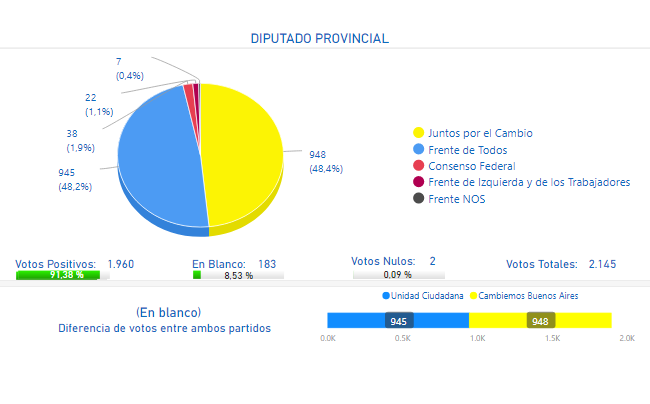 DIPUTADO PROVINCIAL
7
(0,4%)
22
(1,1%)
38
(1,9%)
945
(48,2%)
948
(48,4%)
Juntos por el Cambio
Frente de Todos
Consenso Federal
Frente de Izquierda y de los Trabajadores
Frente NOS
Votos Positivos: 1.960
91,38 %
En Blanco: 183
8,53 %
Votos Nulos: 2
0,09 %
Votos Totales: 2.145
(En blanco)
Diferencia de votos entre ambos partidos
Unidad Ciudadana Cambiemos Buenos Aires
945 948
0.0K 0.5K 1.0K 1.5K 2.0K